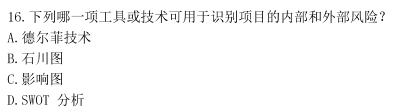 16. 下列哪一项工具或技术可用于识别项目的内部和外部风险？
A. 德尔菲技术
B. 石川图
C. 影响图
D. SWOT 分析